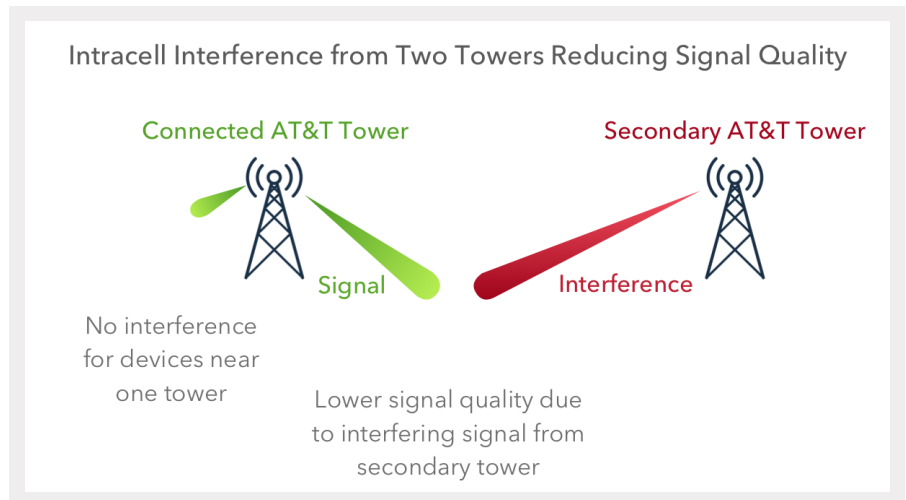 Intracell Interference from Two Towers Reducing Signal Quality
Connected AT&T Tower
Secondary AT&T Tower
Signal
Interference
No interference
for devices near
one tower
Lower signal quality due
to interfering signal from
secondary tower